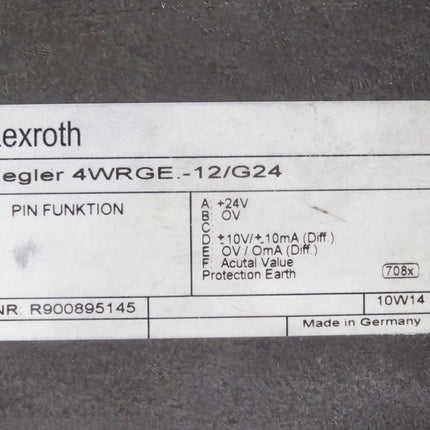 exroth
egler 4WRGE.-12/G24
PIN FUNKTION
A: +24V
B: 0V
C:
D: ±10V/±10mA (Diff.)
E: 0V / 0mA (Diff.)
F: Acutal Value
Protection Earth
708x
NR: R900895145
10W14
Made in Germany